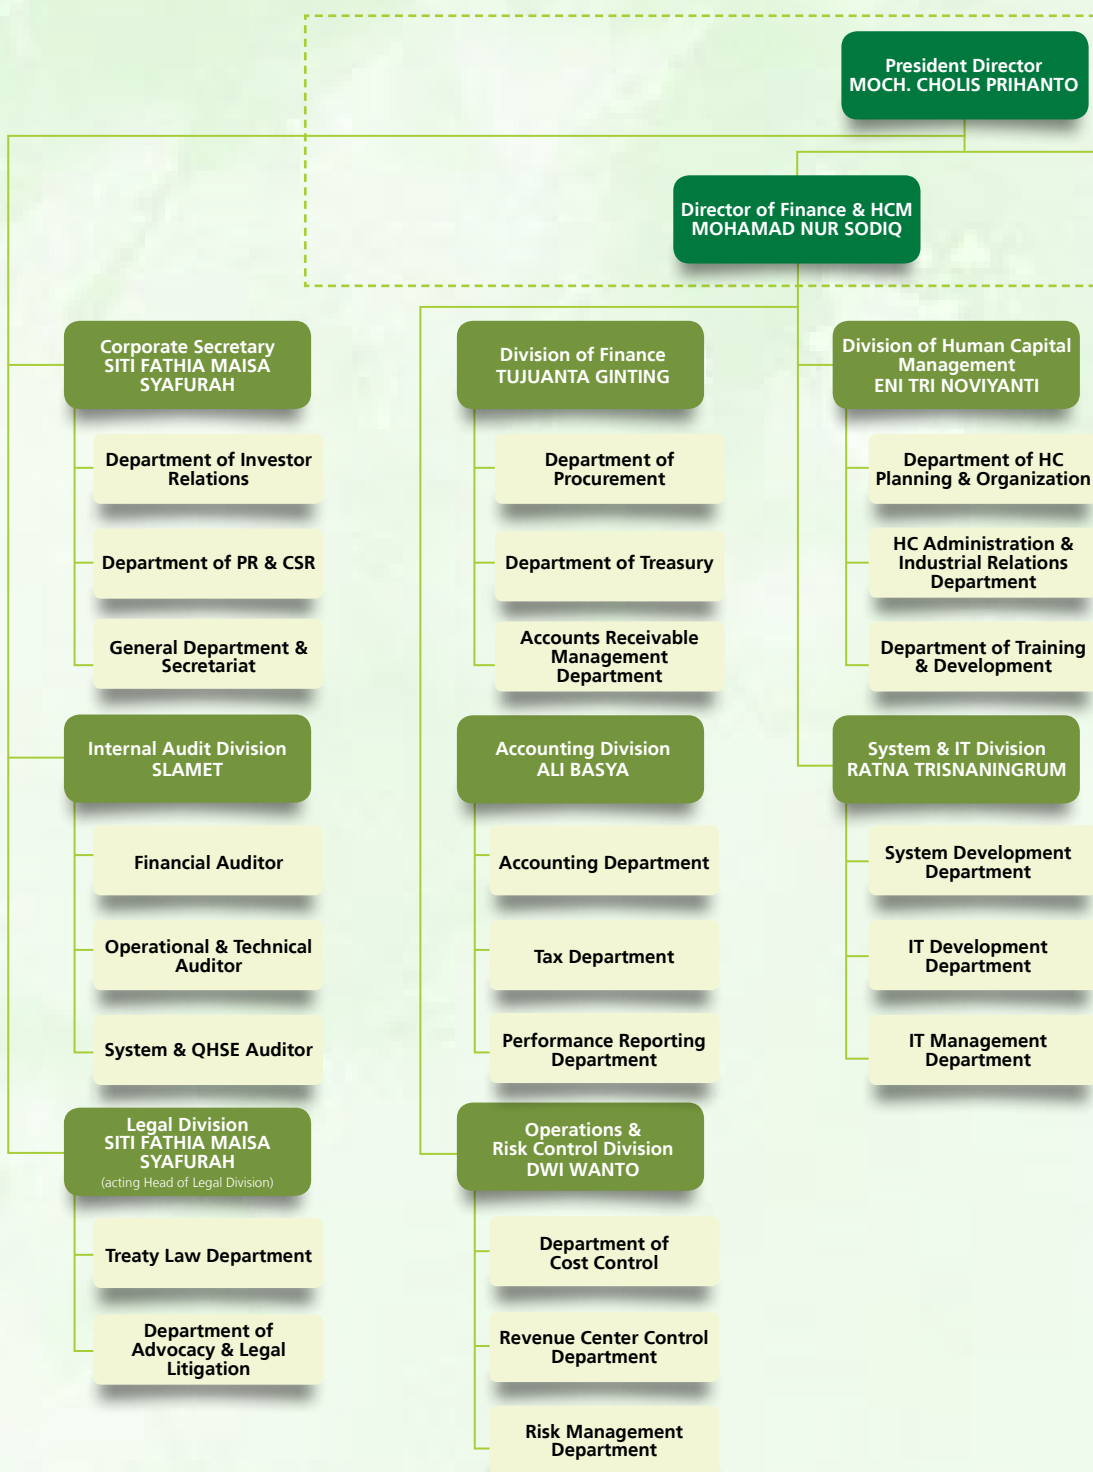 President Director
MOCH. CHOLIS PRIHANTO
Director of Finance & HCM
MOHAMAD NUR SODIQ
Corporate Secretary
SITI FATHIA MAISA
SYAFURAH
Department of Investor
Relations
Department of PR & CSR
General Department &
Secretariat
Internal Audit Division
SLAMET
Financial Auditor
Operational & Technical
Auditor
System & QHSE Auditor
Legal Division
SITI FATHIA MAISA
SYAFURAH
(acting Head of Legal Division)
Treaty Law Department
Department of
Advocacy & Legal
Litigation
Division of Finance
TUJUANTA GINTING
Department of
Procurement
Department of Treasury
Accounts Receivable
Management
Department
Accounting Division
ALI BASYA
Accounting Department
Tax Department
Performance Reporting
Department
Operations &
Risk Control Division
DWI WANTO
Department of
Cost Control
Revenue Center Control
Department
Risk Management
Department
Division of Human Capital
Management
ENI TRI NOVIYANTI
Department of HC
Planning & Organization
HC Administration &
Industrial Relations
Department
Department of Training
& Development
System & IT Division
RATNA TRISNANINGRUM
System Development
Department
IT Development
Department
IT Management
Department